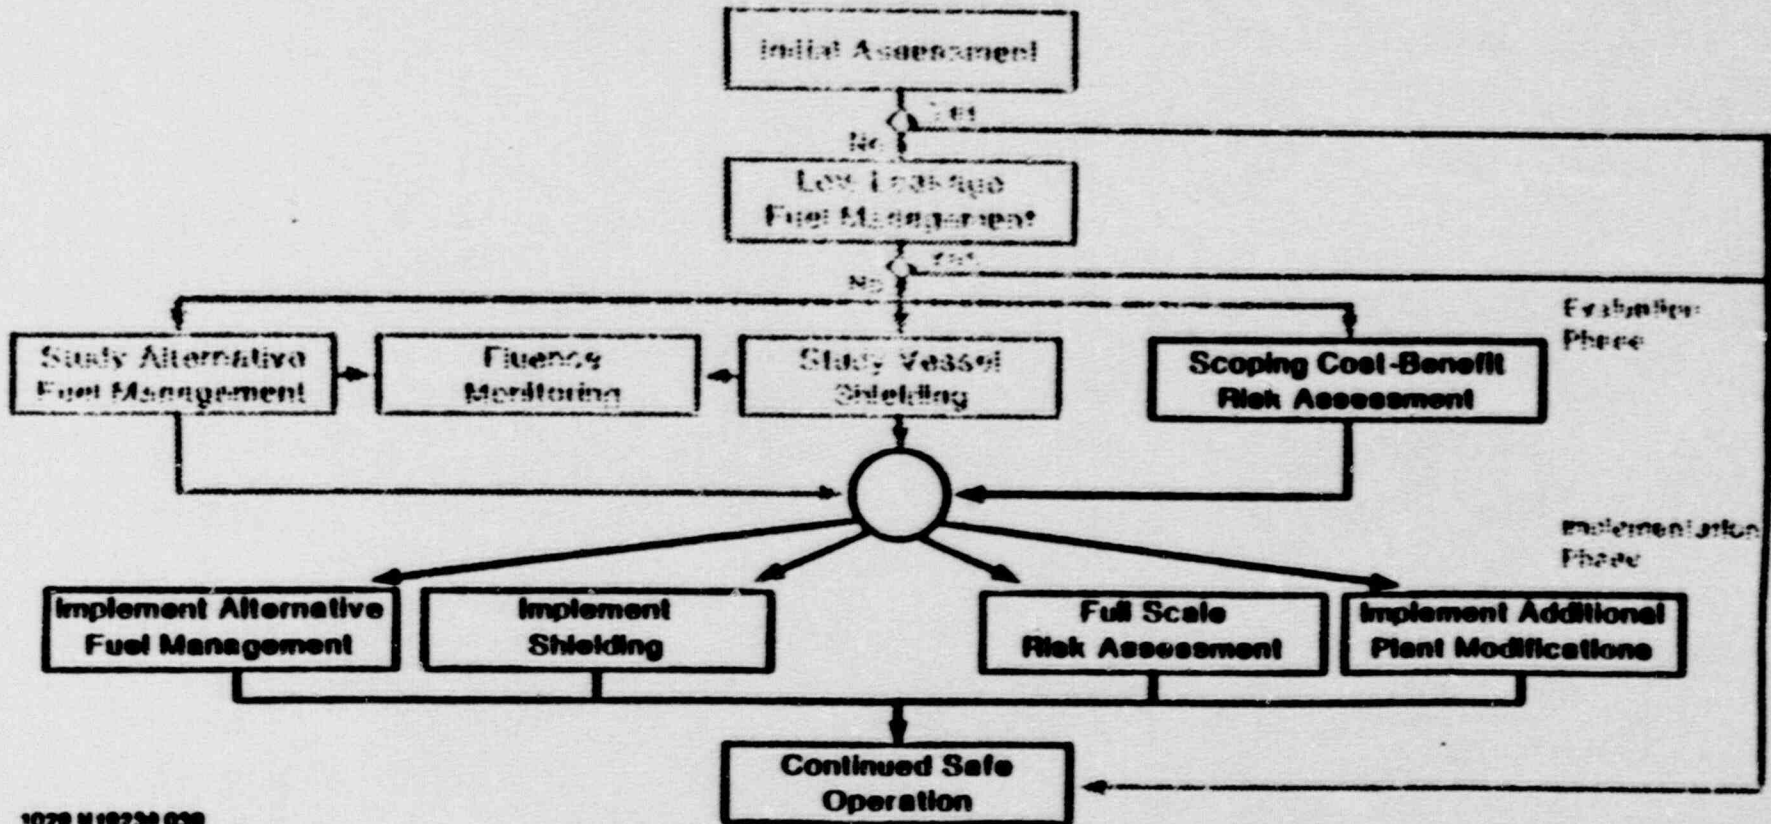 Initial Assessment
Yes
No
Low Leakage
Fuel Management
Yes
No
Evaluation
Phase
Study Alternative
Fuel Management
Fluence
Monitoring
Study Vessel
Shielding
Scoping Cost-Benefit
Risk Assessment
Implementation
Phase
Implement Alternative
Fuel Management
Implement
Shielding
Full Scale
Risk Assessment
Implement Additional
Plant Modifications
Continued Safe
Operation